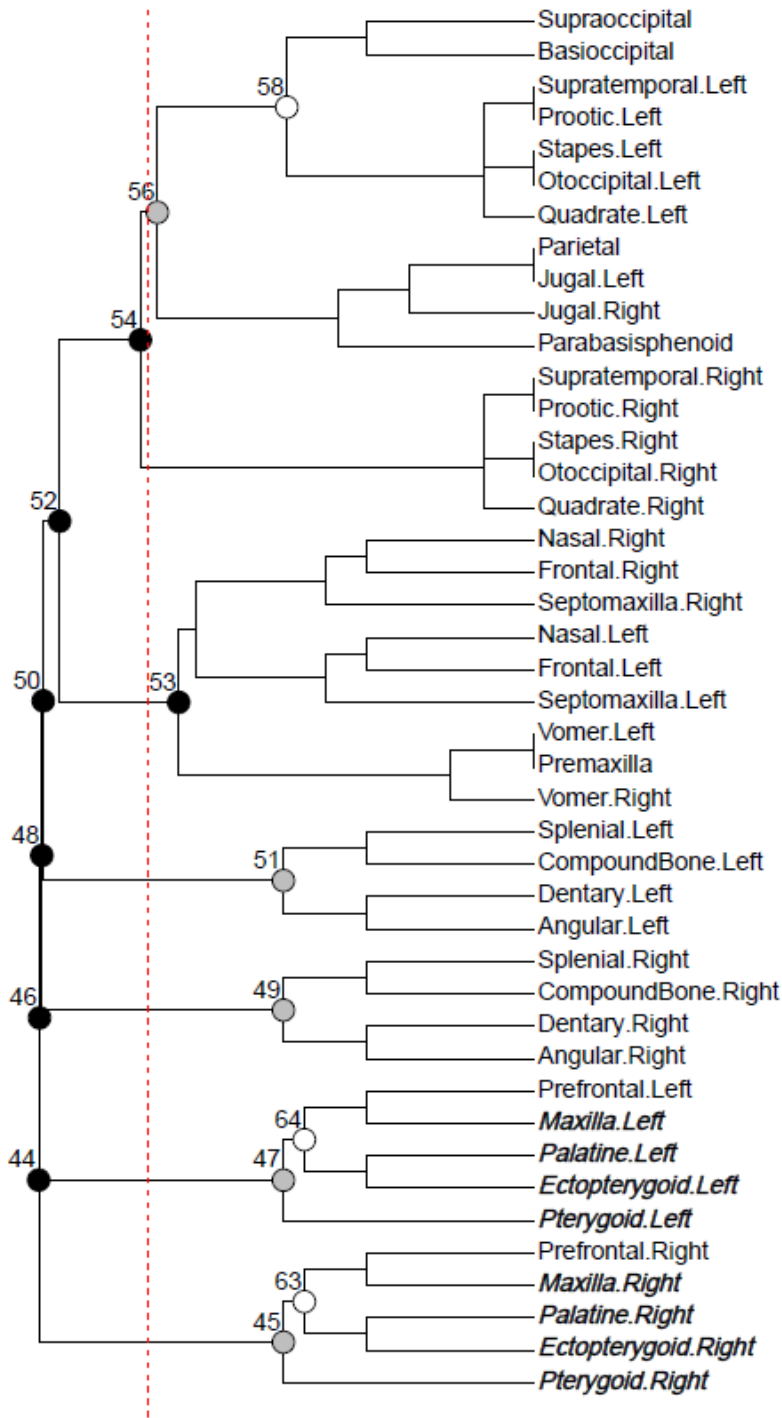 Supraoccipital
Basioccipital
58
Supratemporal.Left
Prootic.Left
Stapes.Left
Otoccipital.Left
56
Quadrate.Left
Parietal
Jugal.Left
Jugal.Right
54
Parabasisphenoid
Supratemporal.Right
Prootic.Right
Stapes.Right
Otoccipital.Right
52
Quadrate.Right
Nasal.Right
Frontal.Right
Septomaxilla.Right
Nasal.Left
Frontal.Left
50
53
Septomaxilla.Left
Vomer.Left
Premaxilla
Vomer.Right
48
Splenial.Left
51
CompoundBone.Left
Dentary.Left
Angular.Left
Splenial.Right
46
49
CompoundBone.Right
Dentary.Right
Angular.Right
Prefrontal.Left
64
Maxilla.Left
44
47
Palatine.Left
Ectopterygoid.Left
Pterygoid.Left
Prefrontal.Right
63
Maxilla.Right
45
Palatine.Right
Ectopterygoid.Right
Pterygoid.Right